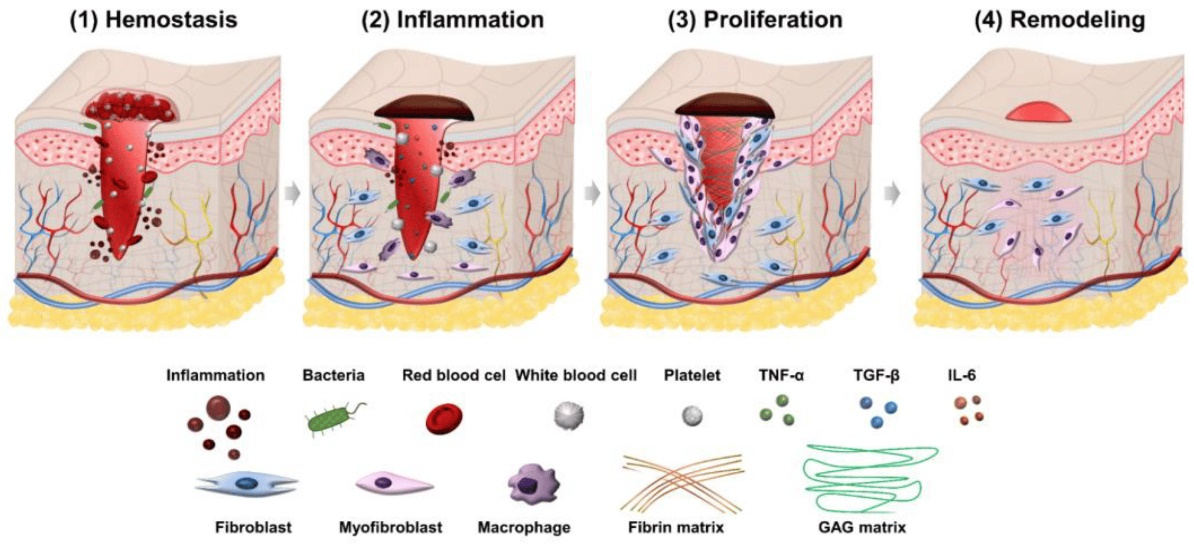 (1) Hemostasis (2) Inflammation (3) Proliferation (4) Remodeling
Inflammation Bacteria Red blood cel White blood cell Platelet TNF-α TGF-β IL-6
Fibroblast Myofibroblast Macrophage Fibrin matrix GAG matrix